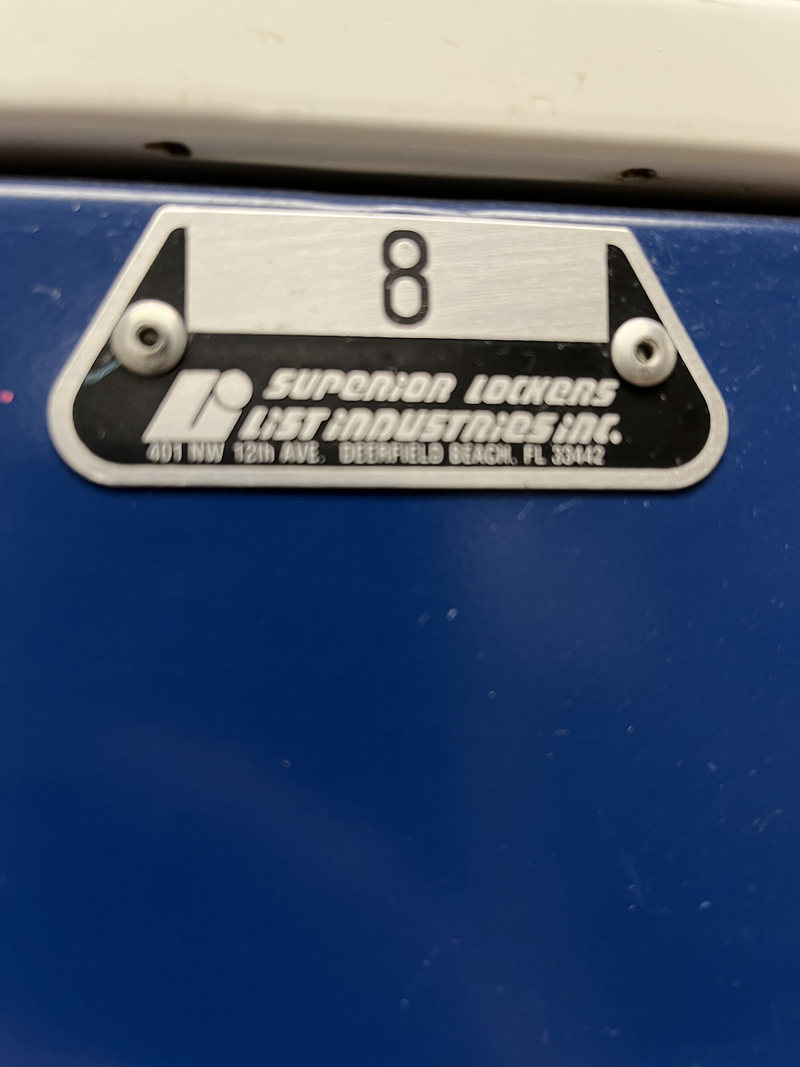 8
SUPERIOR LOCKERS
LIST INDUSTRIES INC.
401 NW 12th AVE. DEERFIELD BEACH, FL 33442